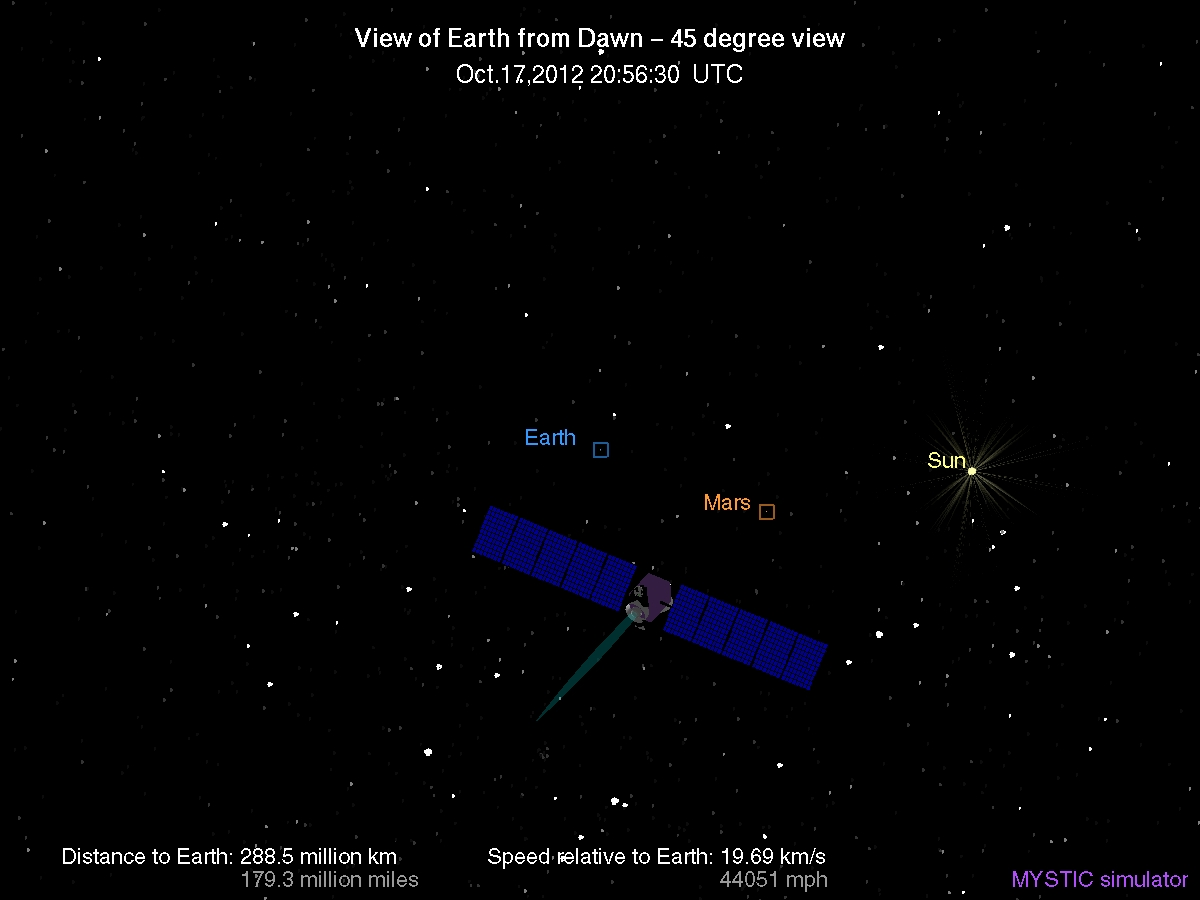 View of Earth from Dawn – 45 degree view
Oct.17,2012 20:56:30 UTC
Earth
Sun
Mars
Distance to Earth: 288.5 million km
179.3 million miles
Speed relative to Earth: 19.69 km/s
44051 mph
MYSTIC simulator